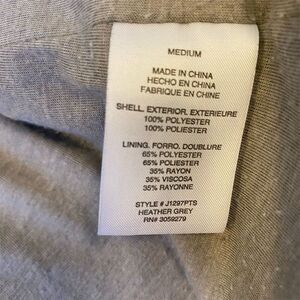 MEDIUM
MADE IN CHINA
HECHO EN CHINA
FABRIQUE EN CHINE
SHELL. EXTERIOR. EXTERIEURE
100% POLYESTER
100% POLIESTER
LINING. FORRO. DOUBLURE
65% POLYESTER
65% POLIESTER
35% RAYON
35% VISCOSA
35% RAYONNE
STYLE # J1297PTS
HEATHER GREY
RN# 3059279